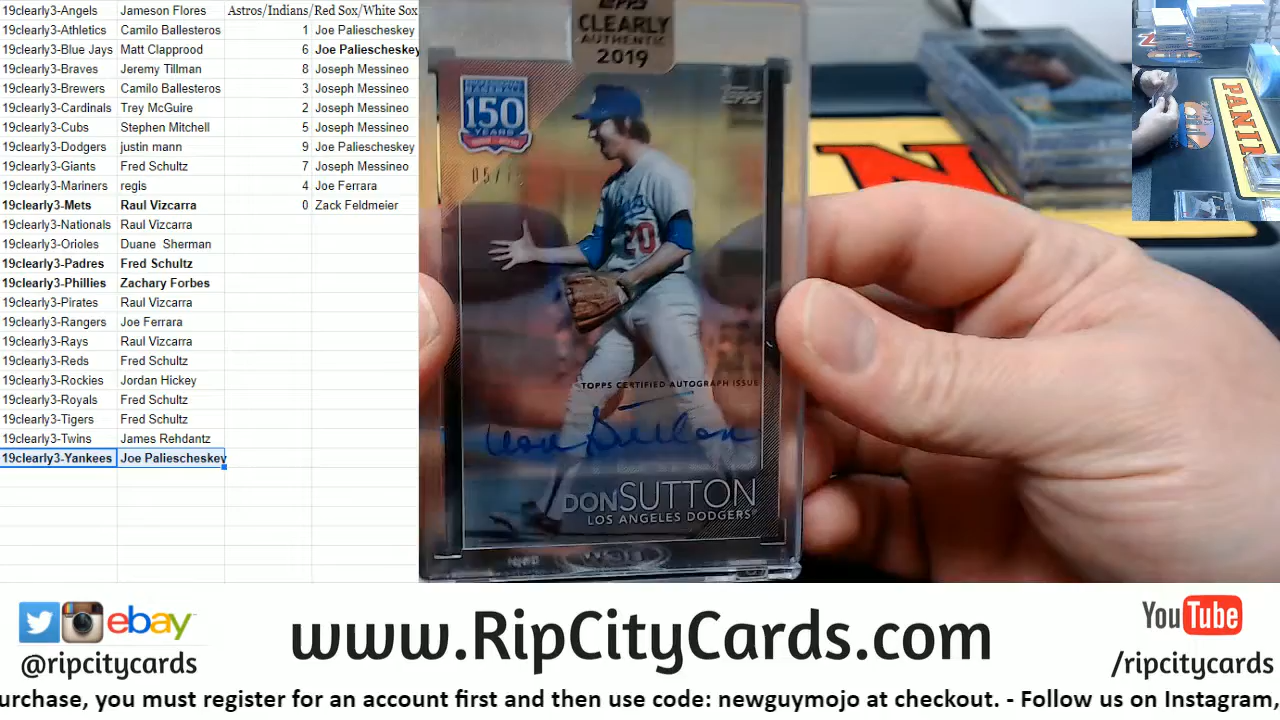 19clearly3-Angels Jameson Flores Astros/Indians/Red Sox/White Sox
19clearly3-Athletics Camilo Ballesteros 1 Joe Paliescheskey
19clearly3-Blue Jays Matt Clapprood 6 Joe Paliescheskey
19clearly3-Braves Jeremy Tillman 8 Joseph Messineo
19clearly3-Brewers Camilo Ballesteros 3 Joseph Messineo
19clearly3-Cardinals Trey McGuire 2 Joseph Messineo
19clearly3-Cubs Stephen Mitchell 5 Joseph Messineo
19clearly3-Dodgers justin mann 9 Joe Paliescheskey
19clearly3-Giants Fred Schultz 7 Joseph Messineo
19clearly3-Mariners regis 4 Joe Ferrara
19clearly3-Mets Raul Vizcarra 0 Zack Feldmeier
19clearly3-Nationals Raul Vizcarra
19clearly3-Orioles Duane Sherman
19clearly3-Padres Fred Schultz
19clearly3-Phillies Zachary Forbes
19clearly3-Pirates Raul Vizcarra
19clearly3-Rangers Joe Ferrara
19clearly3-Rays Raul Vizcarra
19clearly3-Reds Fred Schultz
19clearly3-Rockies Jordan Hickey
19clearly3-Royals Fred Schultz
19clearly3-Tigers Fred Schultz
19clearly3-Twins James Rehdantz
19clearly3-Yankees Joe Paliescheskey
TOPPS
CLEARLY
AUTHENTIC
2019
topps
150
YEARS
20
TOPPS CERTIFIED AUTOGRAPH ISSUE
Don Sutton
DON SUTTON
LOS ANGELES DODGERS
PANINI
ebay
@ripcitycards
www.RipCityCards.com
YouTube
/ripcitycards
urchase, you must register for an account first and then use code: newguymojo at checkout. - Follow us on Instagram,